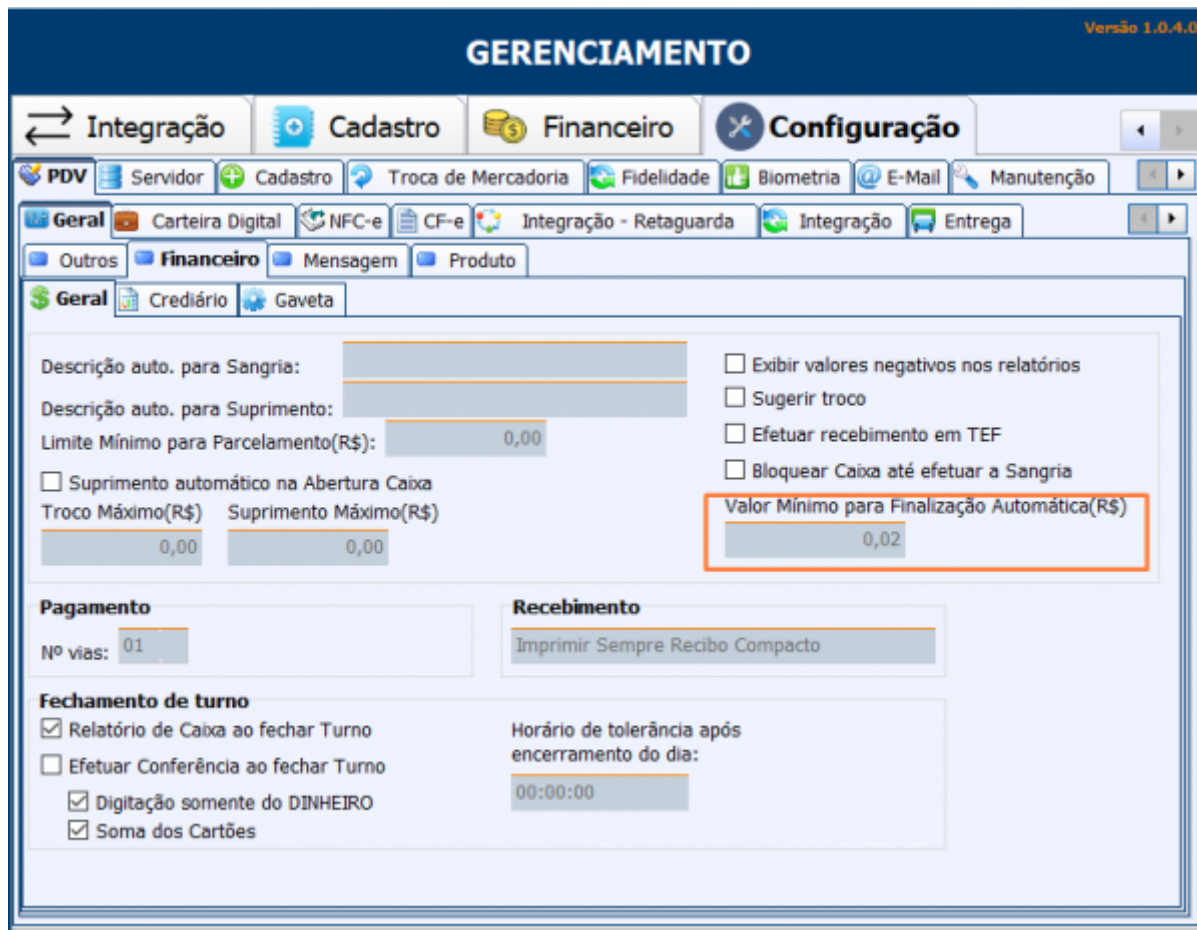 Versão 1.0.4.0
GERENCIAMENTO
Integração Cadastro Financeiro Configuração
PDV Servidor Cadastro Troca de Mercadoria Fidelidade Biometria E-Mail Manutenção
Geral Carteira Digital NFC-e CF-e Integração - Retaguarda Integração Entrega
Outros Financeiro Mensagem Produto
Geral Crediário Gaveta
Descrição auto. para Sangria:
Descrição auto. para Suprimento:
Limite Mínimo para Parcelamento(R$): 0,00
Suprimento automático na Abertura Caixa
Troco Máximo(R$) Suprimento Máximo(R$)
0,00 0,00
Exibir valores negativos nos relatórios
Sugerir troco
Efetuar recebimento em TEF
Bloquear Caixa até efetuar a Sangria
Valor Mínimo para Finalização Automática(R$)
0,02
Pagamento
Nº vias: 01
Recebimento
Imprimir Sempre Recibo Compacto
Fechamento de turno
Relatório de Caixa ao fechar Turno
Efetuar Conferência ao fechar Turno
Digitação somente do DINHEIRO
Soma dos Cartões
Horário de tolerância após
encerramento do dia:
00:00:00